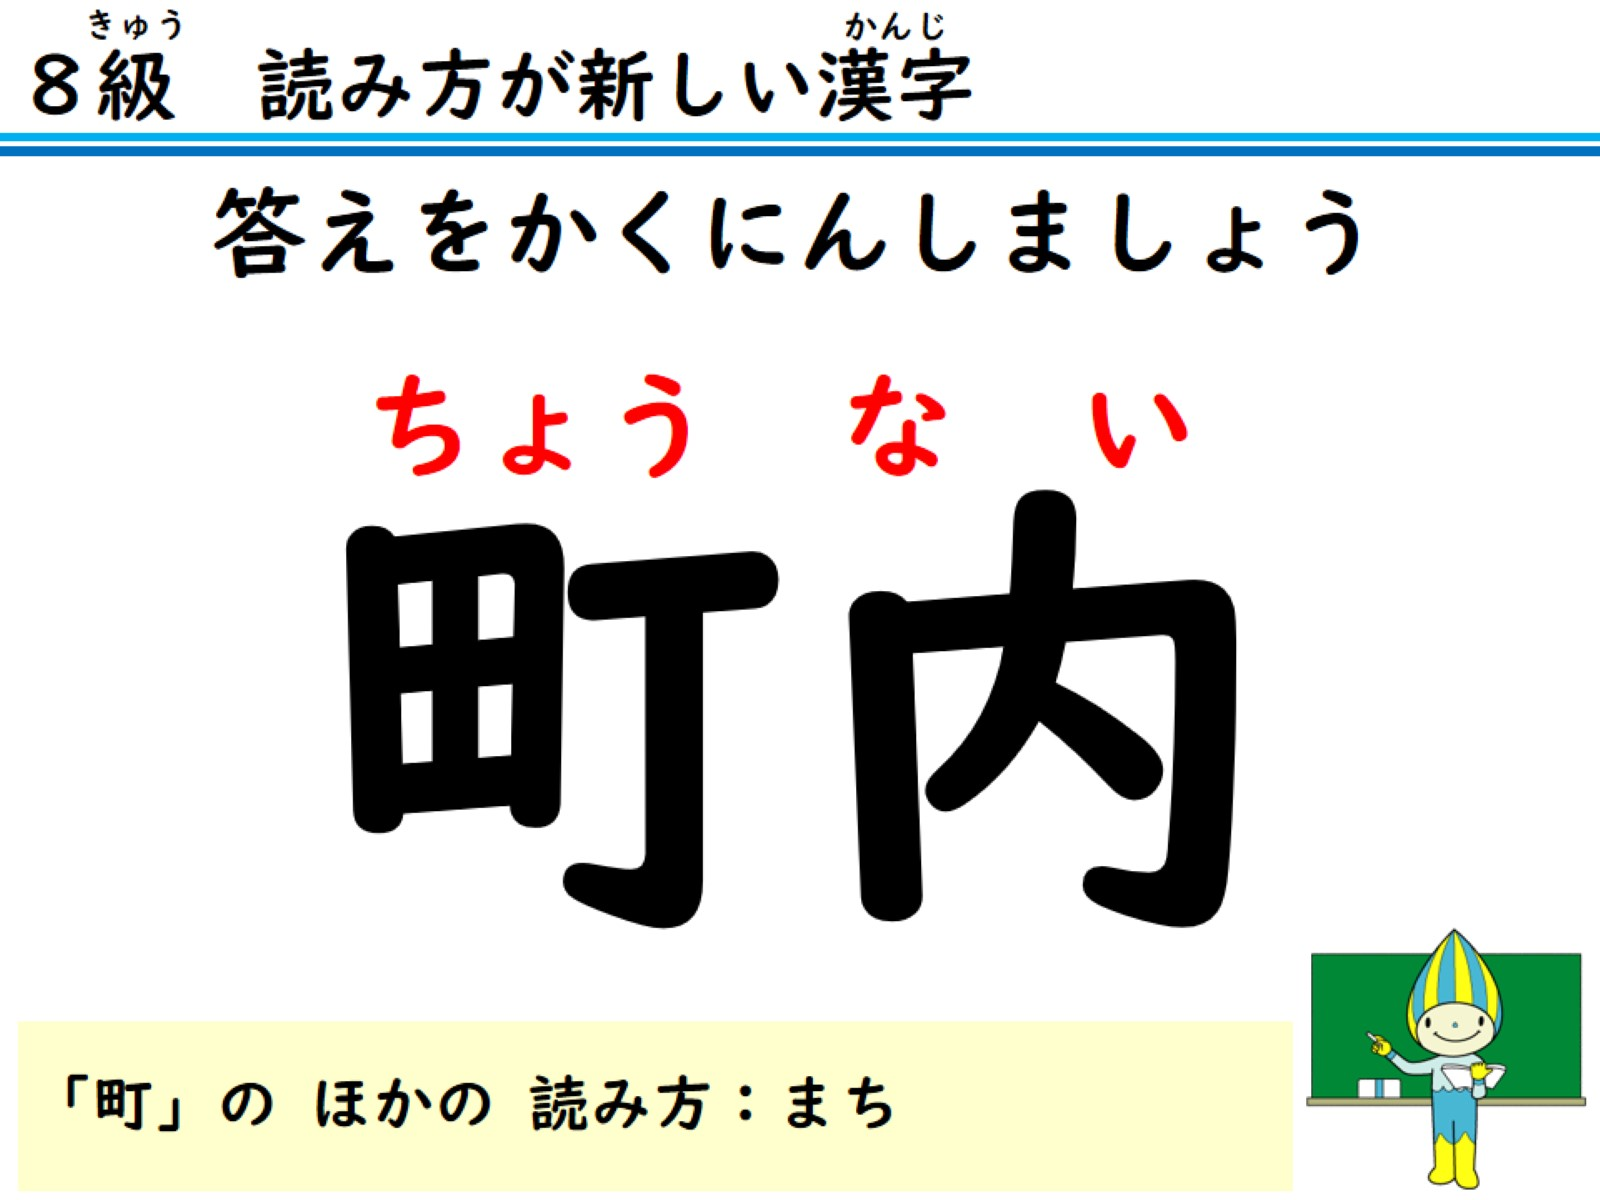 きゅう かんじ
8級 読み方が新しい漢字
答えをかくにんしましょう
ちょう ない
町内
「町」の ほかの 読み方：まち